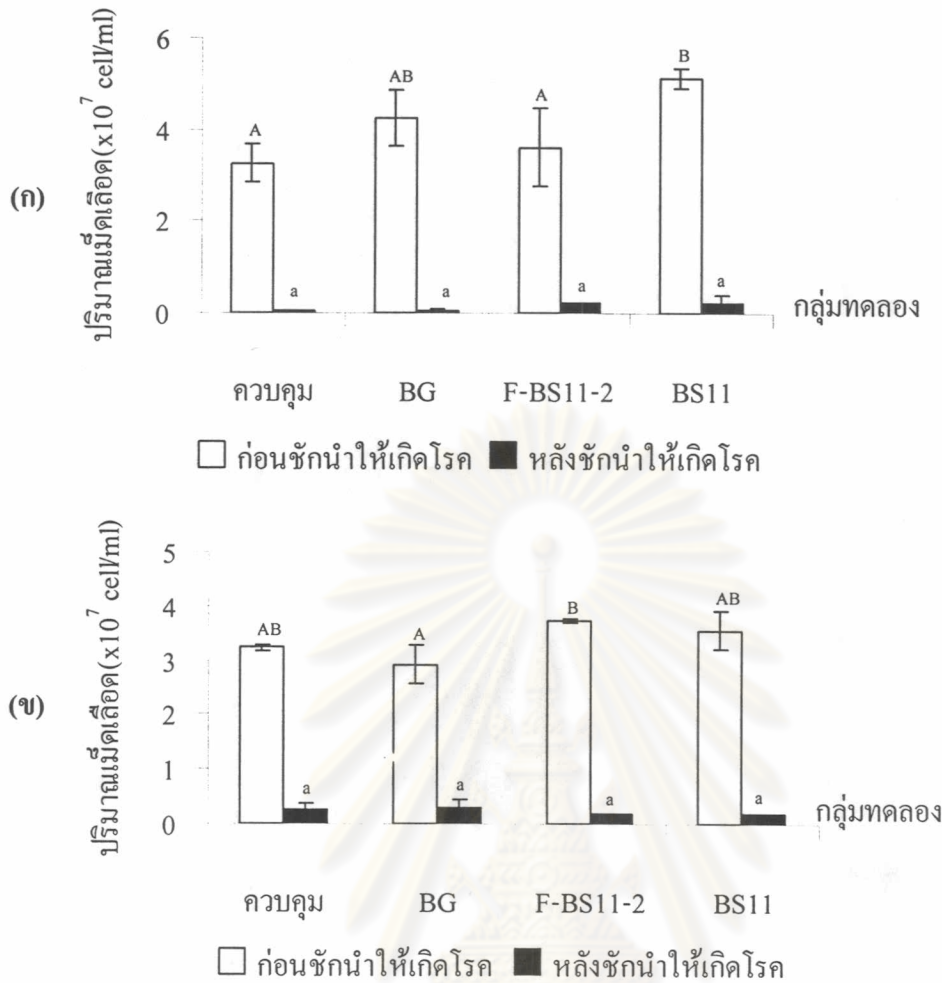 (ก)
ปริมาณเม็ดเลือด(x10⁷ cell/ml)
6
4
2
0
A
a
AB
a
A
a
B
a
กลุ่มทดลอง
ควบคุม BG F-BS11-2 BS11
ก่อนชักนำให้เกิดโรค หลังชักนำให้เกิดโรค
(ข)
ปริมาณเม็ดเลือด(x10⁷ cell/ml)
5
4
3
2
1
0
AB
a
A
a
B
a
AB
a
กลุ่มทดลอง
ควบคุม BG F-BS11-2 BS11
ก่อนชักนำให้เกิดโรค หลังชักนำให้เกิดโรค